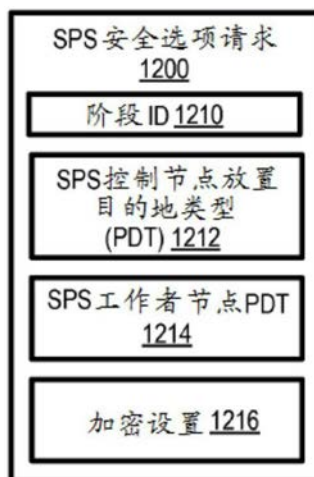 SPS安全选项请求
1200
阶段ID 1210
SPS控制节点放置
目的地类型
(PDT) 1212
SPS工作者节点PDT
1214
加密设置 1216